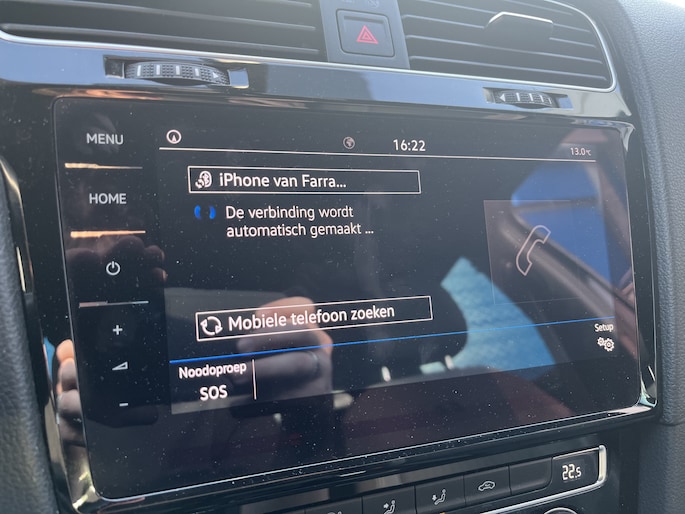 MENU
16:22
13.0°C
iPhone van Farra...
HOME
De verbinding wordt
automatisch gemaakt ...
+
Mobiele telefoon zoeken
Setup
−
Noodoproep
SOS
22.5